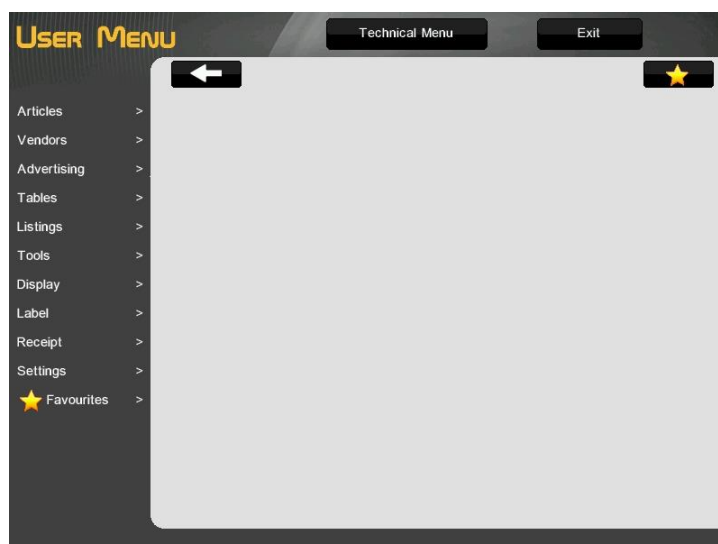 User Menu
Technical Menu
Exit
Articles >
Vendors >
Advertising >
Tables >
Listings >
Tools >
Display >
Label >
Receipt >
Settings >
Favourites >